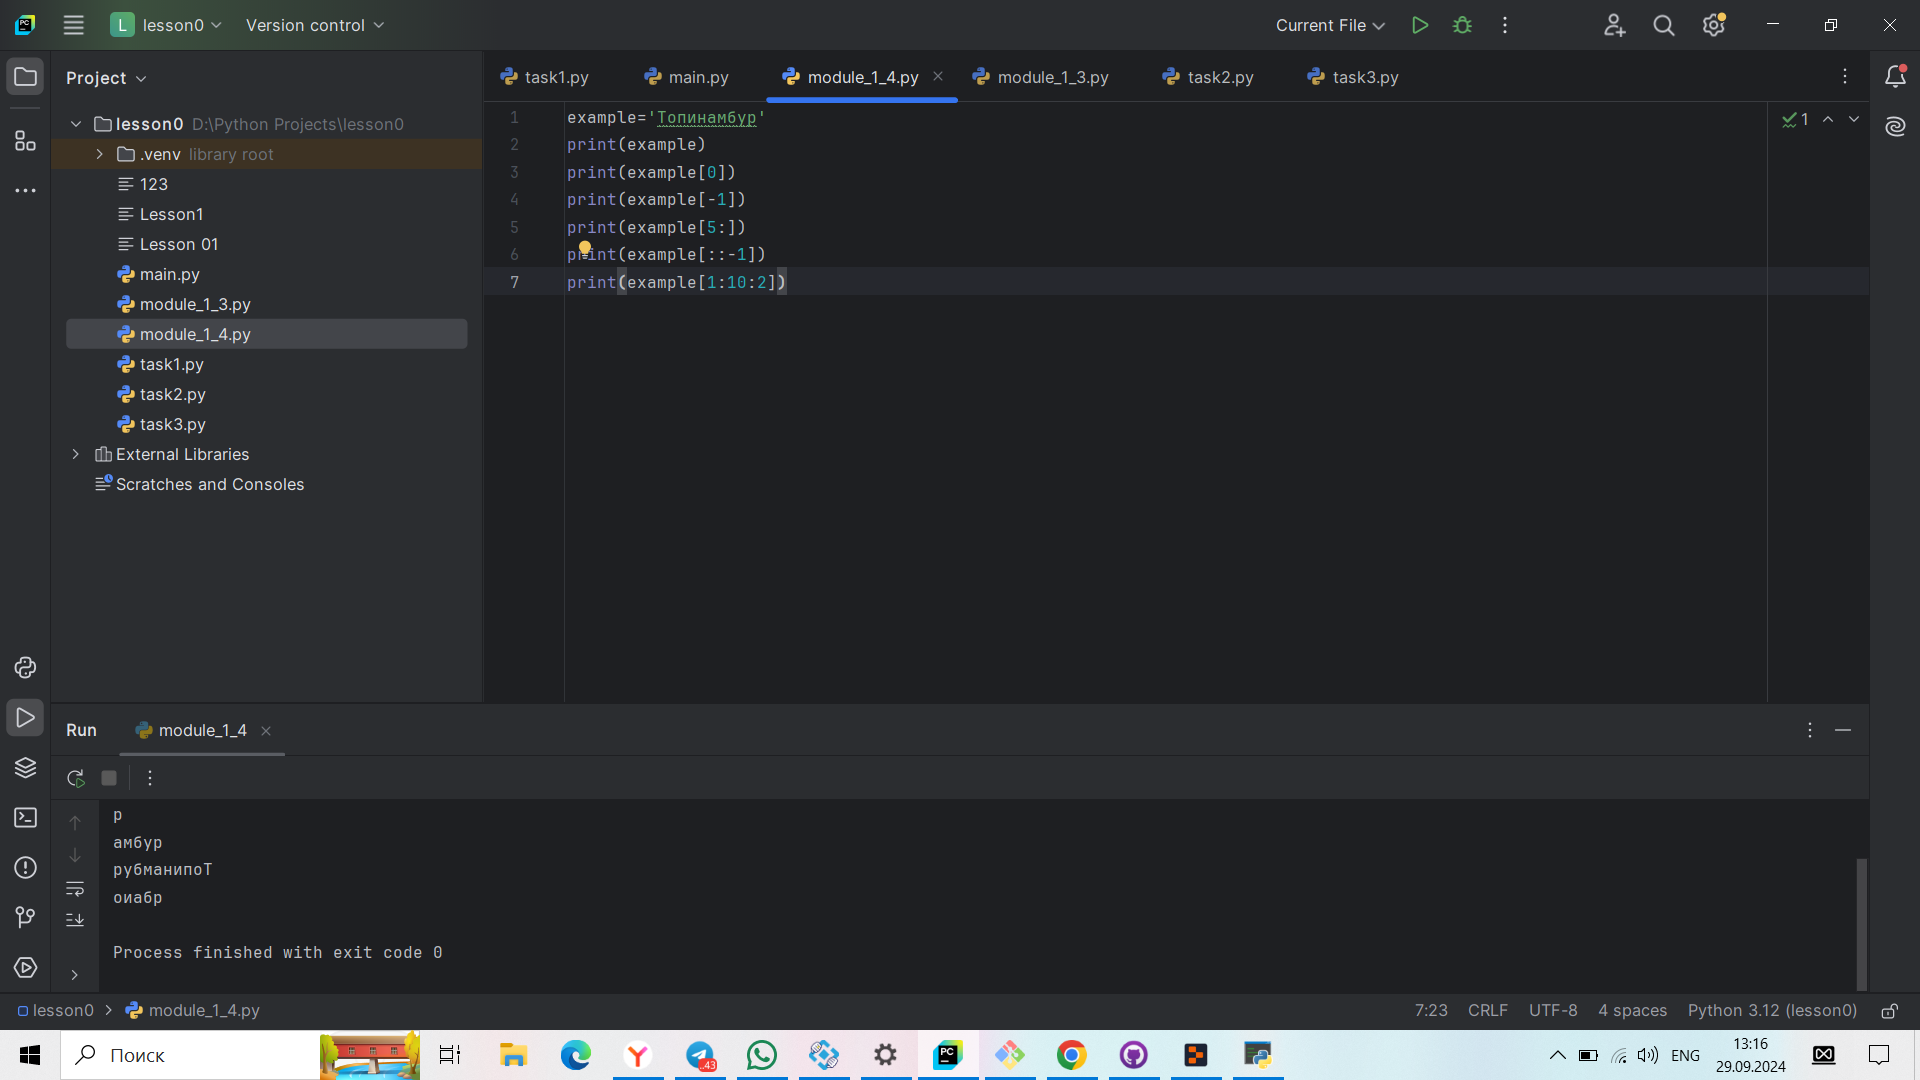 L lesson0 Version control Current File
Project
task1.py main.py module_1_4.py module_1_3.py task2.py task3.py
lesson0 D:\Python Projects\lesson0
.venv library root
123
Lesson1
Lesson 01
main.py
module_1_3.py
module_1_4.py
task1.py
task2.py
task3.py
External Libraries
Scratches and Consoles
1 example='Топинамбур'
2 print(example)
3 print(example[0])
4 print(example[-1])
5 print(example[5:])
6 print(example[::-1])
7 print(example[1:10:2])
1
Run module_1_4
р
амбур
рубманипоТ
оиабр
Process finished with exit code 0
lesson0 module_1_4.py 7:23 CRLF UTF-8 4 spaces Python 3.12 (lesson0)
Поиск ENG 13:16
29.09.2024